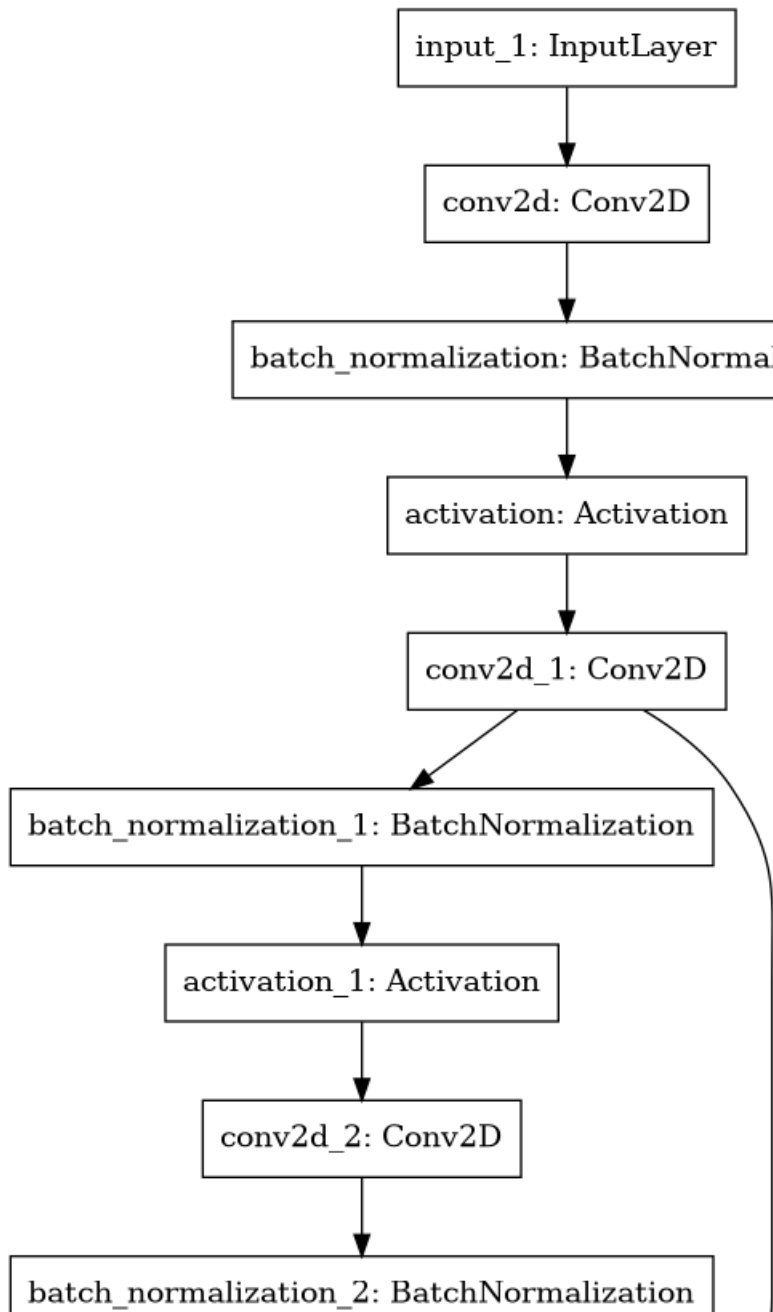 input_1: InputLayer
conv2d: Conv2D
batch_normalization: BatchNormal
activation: Activation
conv2d_1: Conv2D
batch_normalization_1: BatchNormalization
activation_1: Activation
conv2d_2: Conv2D
batch_normalization_2: BatchNormalization